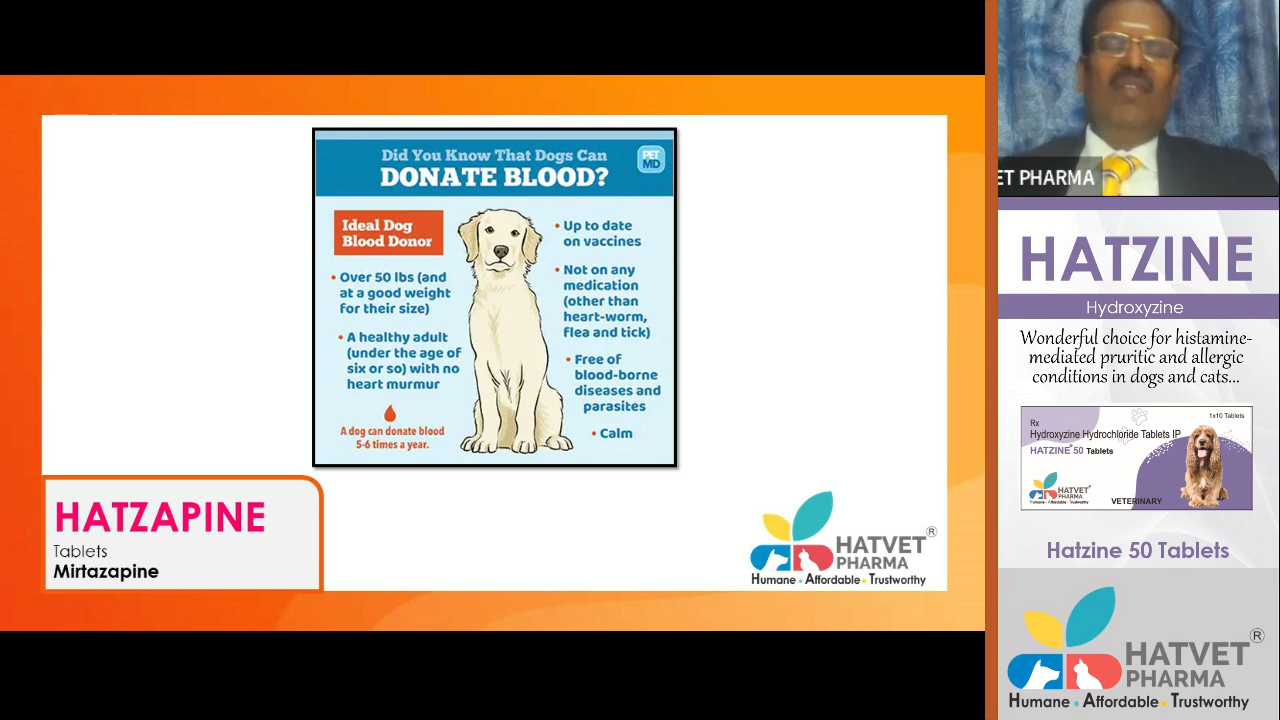 Did You Know That Dogs Can
DONATE BLOOD?
PET
MD
Ideal Dog
Blood Donor
• Over 50 lbs (and
at a good weight
for their size)
• A healthy adult
(under the age of
six or so) with no
heart murmur
A dog can donate blood
5-6 times a year.
• Up to date
on vaccines
• Not on any
medication
(other than
heart-worm,
flea and tick)
• Free of
blood-borne
diseases and
parasites
• Calm
HATZAPINE
Tablets
Mirtazapine
HATVET®
PHARMA
Humane • Affordable • Trustworthy
ET PHARMA
HATZINE
Hydroxyzine
Wonderful choice for histamine-
mediated pruritic and allergic
conditions in dogs and cats...
1x10 Tablets
Rx
Hydroxyzine Hydrochloride Tablets IP
HATZINE® 50 Tablets
HATVET®
PHARMA
Humane • Affordable • Trustworthy
VETERINARY
Hatzine 50 Tablets
HATVET®
PHARMA
Humane • Affordable • Trustworthy